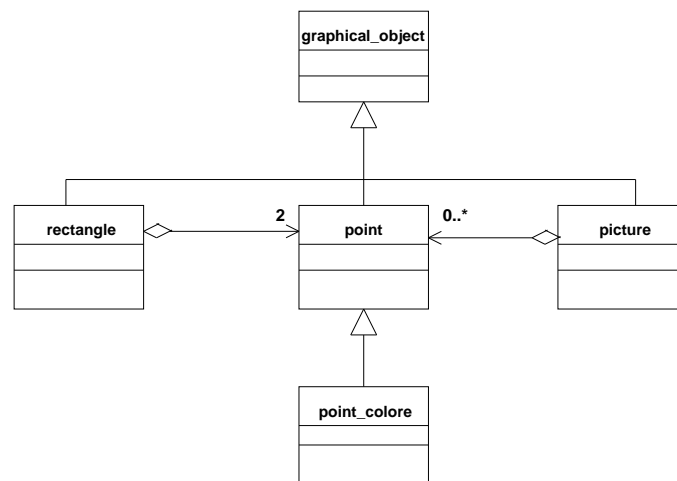 graphical_object
rectangle
2
point
0..*
picture
point_colore